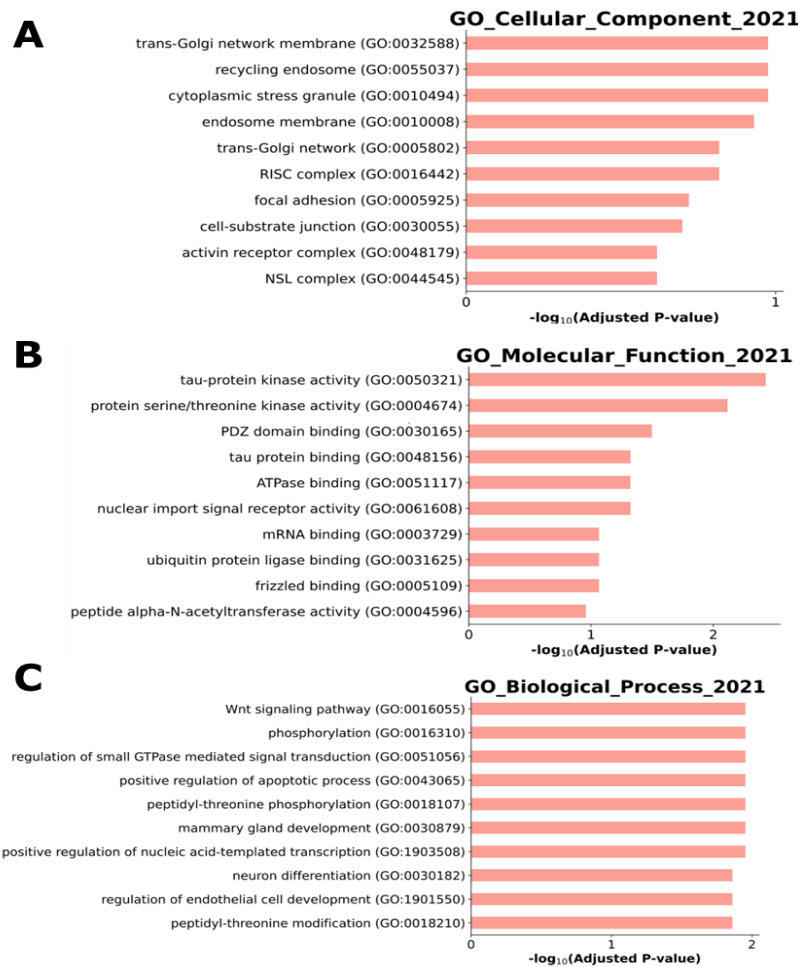 A
GO_Cellular_Component_2021
trans-Golgi network membrane (GO:0032588)
recycling endosome (GO:0055037)
cytoplasmic stress granule (GO:0010494)
endosome membrane (GO:0010008)
trans-Golgi network (GO:0005802)
RISC complex (GO:0016442)
focal adhesion (GO:0005925)
cell-substrate junction (GO:0030055)
activin receptor complex (GO:0048179)
NSL complex (GO:0044545)
0 1
-log₁₀(Adjusted P-value)
B
GO_Molecular_Function_2021
tau-protein kinase activity (GO:0050321)
protein serine/threonine kinase activity (GO:0004674)
PDZ domain binding (GO:0030165)
tau protein binding (GO:0048156)
ATPase binding (GO:0051117)
nuclear import signal receptor activity (GO:0061608)
mRNA binding (GO:0003729)
ubiquitin protein ligase binding (GO:0031625)
frizzled binding (GO:0005109)
peptide alpha-N-acetyltransferase activity (GO:0004596)
0 1 2
-log₁₀(Adjusted P-value)
C
GO_Biological_Process_2021
Wnt signaling pathway (GO:0016055)
phosphorylation (GO:0016310)
regulation of small GTPase mediated signal transduction (GO:0051056)
positive regulation of apoptotic process (GO:0043065)
peptidyl-threonine phosphorylation (GO:0018107)
mammary gland development (GO:0030879)
positive regulation of nucleic acid-templated transcription (GO:1903508)
neuron differentiation (GO:0030182)
regulation of endothelial cell development (GO:1901550)
peptidyl-threonine modification (GO:0018210)
0 1 2
-log₁₀(Adjusted P-value)